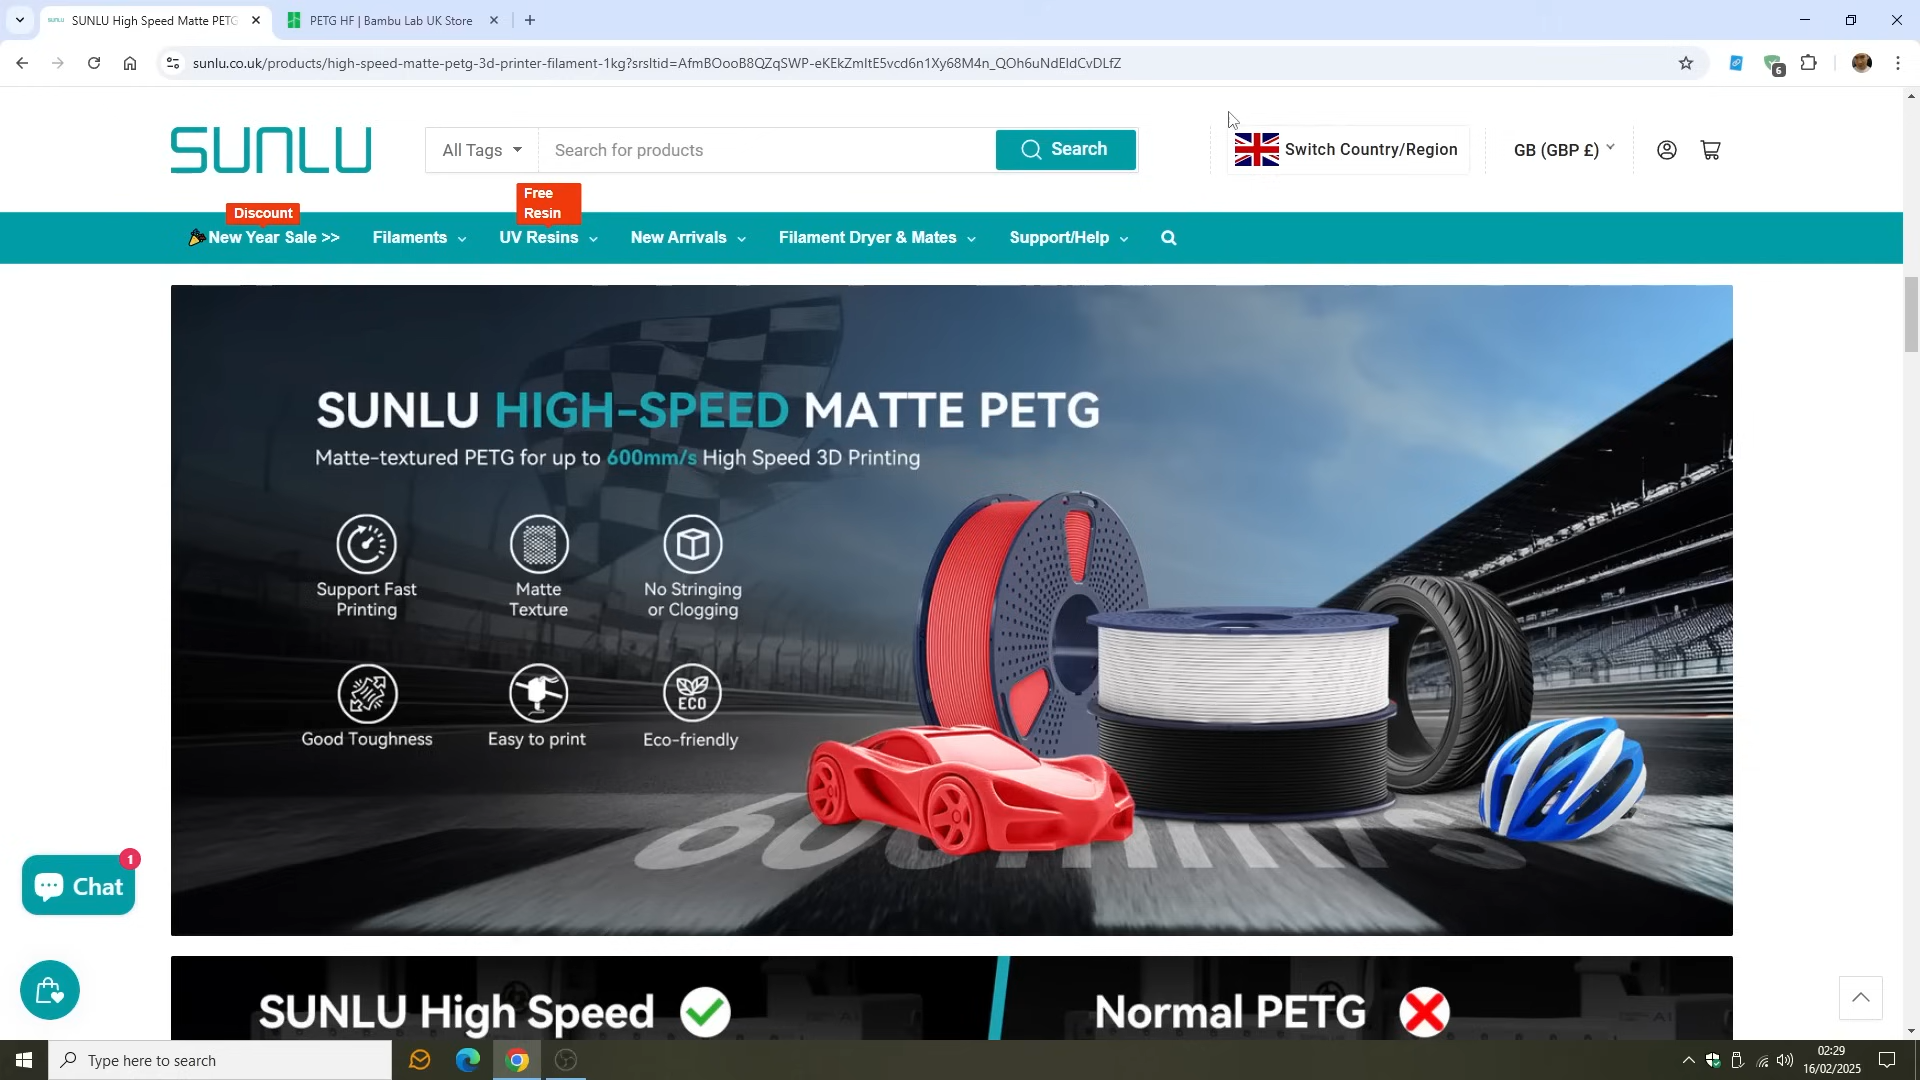 SUNLU High Speed Matte PETG
PETG HF | Bambu Lab UK Store
sunlu.co.uk/products/high-speed-matte-petg-3d-printer-filament-1kg?srsltid=AfmBOooB8QZqSWP-eKEkZmItE5vcd6n1Xy68M4n_QOh6uNdEIdCvDLfZ
6
SUNLU
All Tags
Search for products
Search
Switch Country/Region
GB (GBP £)
Discount
Free
Resin
New Year Sale >>
Filaments
UV Resins
New Arrivals
Filament Dryer & Mates
Support/Help
SUNLU HIGH-SPEED MATTE PETG
Matte-textured PETG for up to 600mm/s High Speed 3D Printing
Support Fast
Printing
Matte
Texture
No Stringing
or Clogging
ECO
Good Toughness
Easy to print
Eco-friendly
600mm/s
1
Chat
SUNLU High Speed
Normal PETG
A1
Type here to search
02:29
16/02/2025